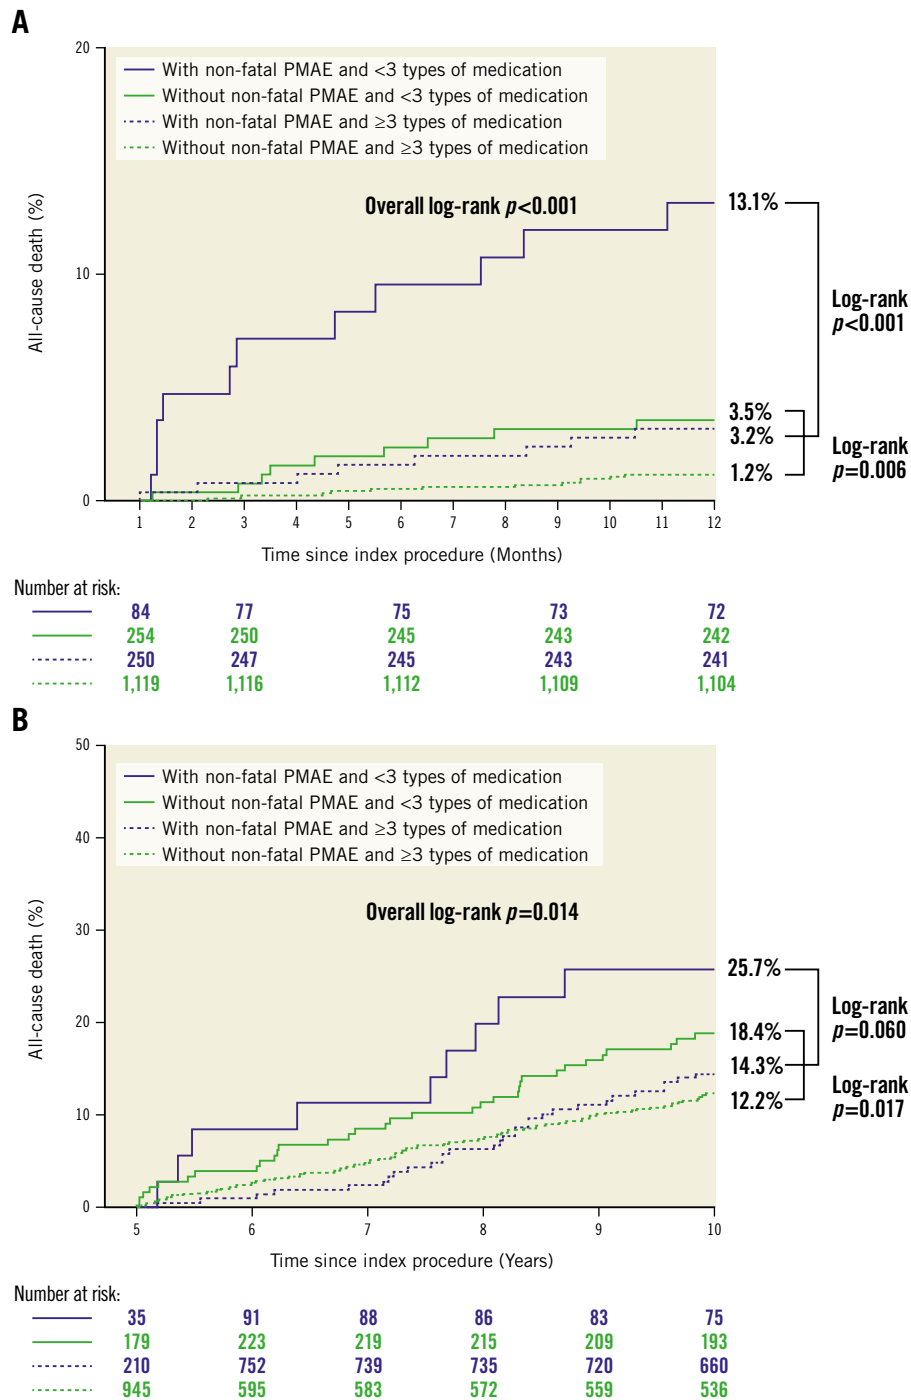 A
20
10
0
All-cause death (%)
With non-fatal PMAE and <3 types of medication
Without non-fatal PMAE and <3 types of medication
With non-fatal PMAE and ≥3 types of medication
Without non-fatal PMAE and ≥3 types of medication
Overall log-rank p<0.001
13.1%
3.5%
3.2%
1.2%
Log-rank
p<0.001
Log-rank
p=0.006
1 2 3 4 5 6 7 8 9 10 11 12
Time since index procedure (Months)
Number at risk:
84 77 75 73 72
254 250 245 243 242
250 247 245 243 241
1,119 1,116 1,112 1,109 1,104
B
50
40
30
20
10
0
All-cause death (%)
With non-fatal PMAE and <3 types of medication
Without non-fatal PMAE and <3 types of medication
With non-fatal PMAE and ≥3 types of medication
Without non-fatal PMAE and ≥3 types of medication
Overall log-rank p=0.014
25.7%
18.4%
14.3%
12.2%
Log-rank
p=0.060
Log-rank
p=0.017
5 6 7 8 9 10
Time since index procedure (Years)
Number at risk:
35 91 88 86 83 75
179 223 219 215 209 193
210 752 739 735 720 660
945 595 583 572 559 536